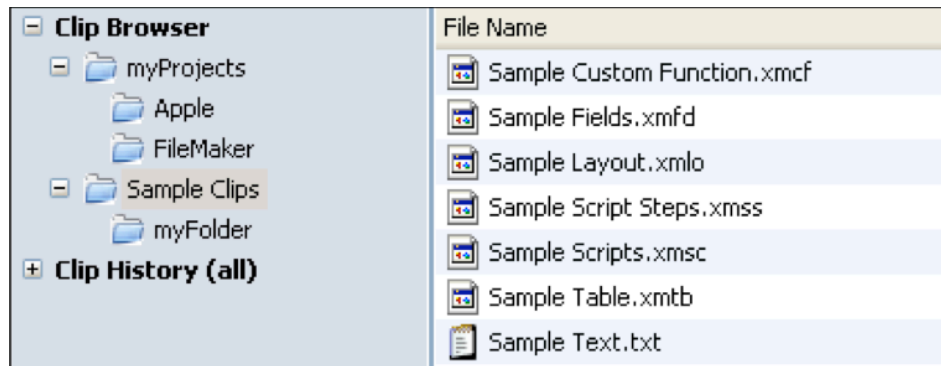 Clip Browser
myProjects
Apple
FileMaker
Sample Clips
myFolder
Clip History (all)
File Name
Sample Custom Function.xmcf
Sample Fields.xmfd
Sample Layout.xmlo
Sample Script Steps.xmss
Sample Scripts.xmsc
Sample Table.xmtb
Sample Text.txt